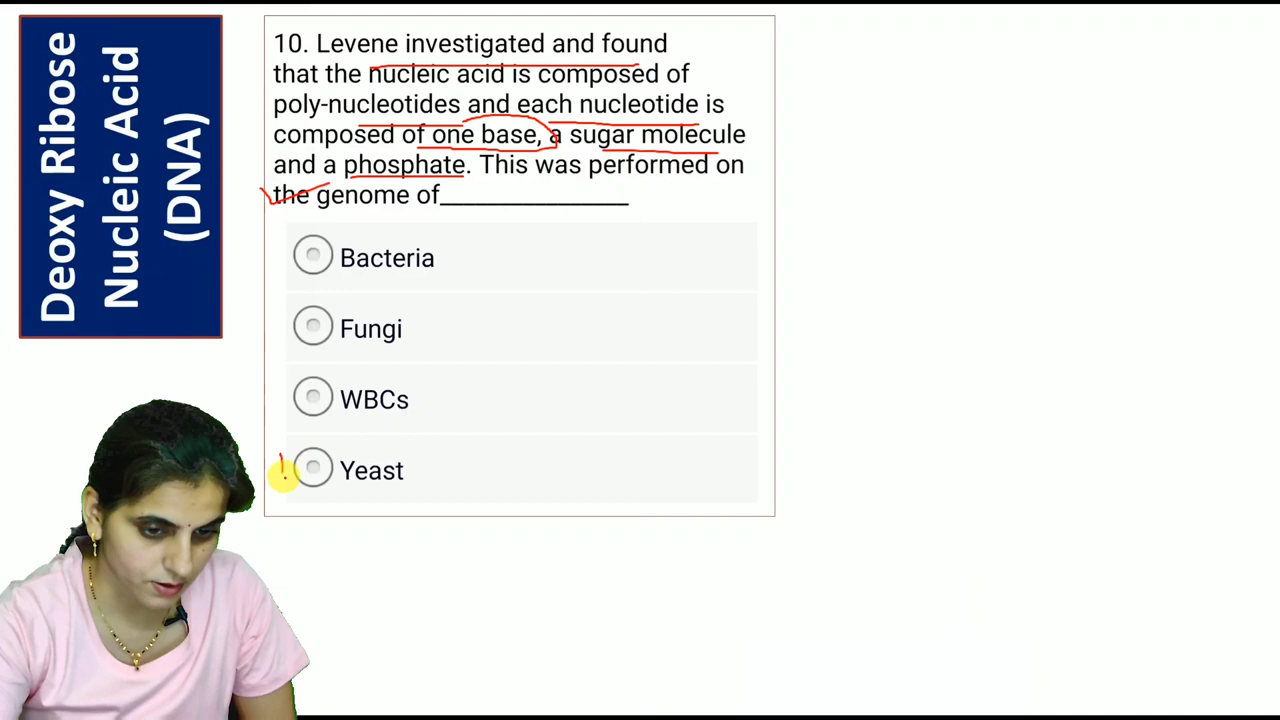 Deoxy Ribose
Nucleic Acid
(DNA)
10. Levene investigated and found
that the nucleic acid is composed of
poly-nucleotides and each nucleotide is
composed of one base, a sugar molecule
and a phosphate. This was performed on
the genome of_______________
Bacteria
Fungi
WBCs
Yeast